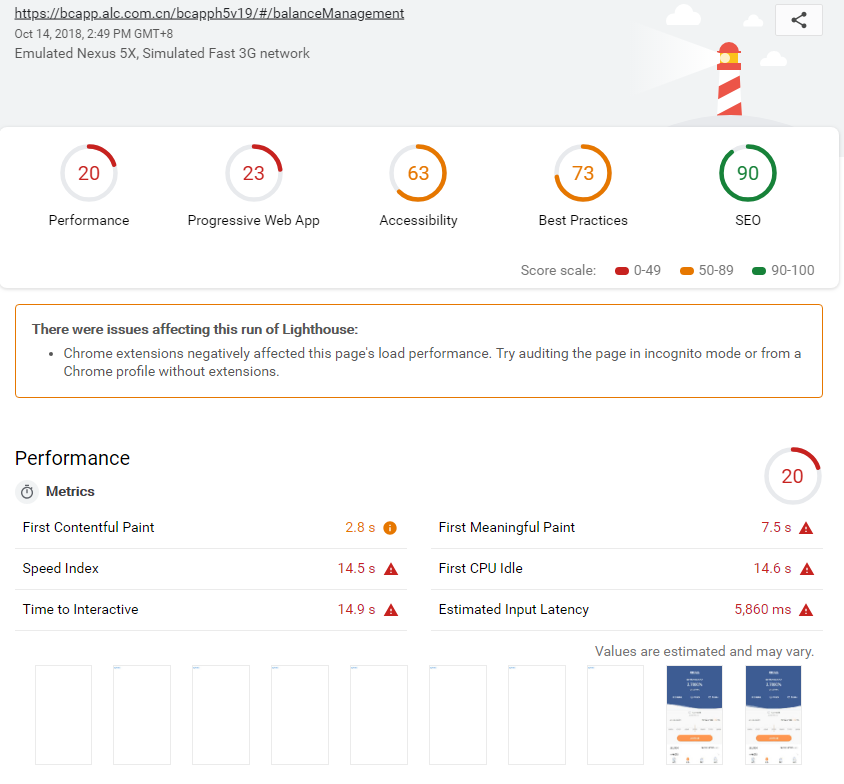 https://bcapp.alc.com.cn/bcapph5v19/#/balanceManagement
Oct 14, 2018, 2:49 PM GMT+8
Emulated Nexus 5X, Simulated Fast 3G network
20 23 63 73 90
Performance Progressive Web App Accessibility Best Practices SEO
Score scale: 0-49 50-89 90-100
There were issues affecting this run of Lighthouse:
• Chrome extensions negatively affected this page's load performance. Try auditing the page in incognito mode or from a
Chrome profile without extensions.
Performance
20
Metrics
First Contentful Paint 2.8 s First Meaningful Paint 7.5 s
Speed Index 14.5 s First CPU Idle 14.6 s
Time to Interactive 14.9 s Estimated Input Latency 5,860 ms
Values are estimated and may vary.